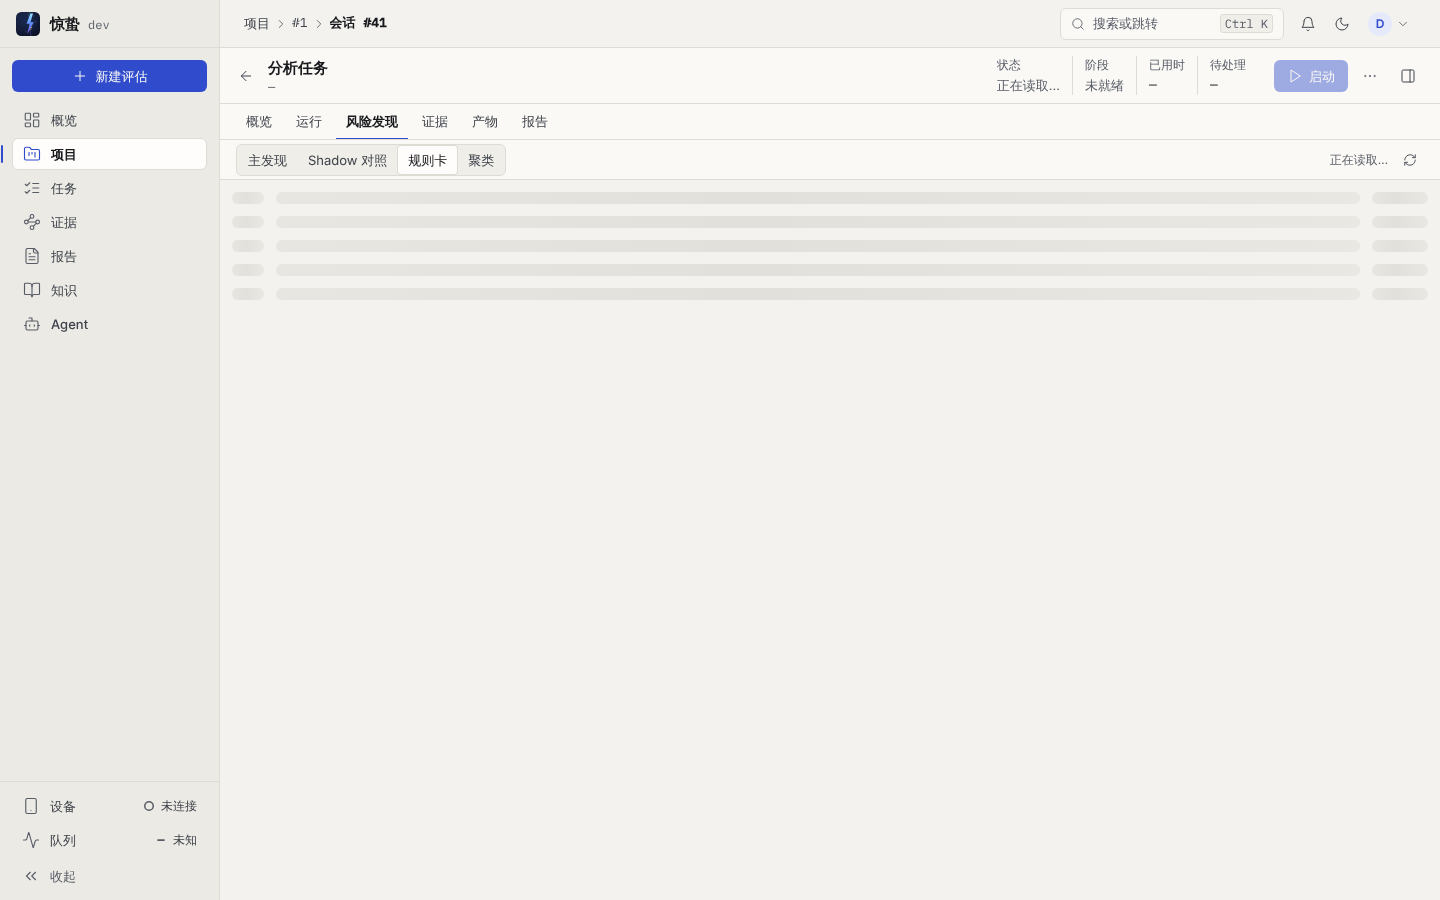 惊蛰 dev
项目 #1 会话 #41
搜索或跳转 Ctrl K
D
新建评估
概览
项目
任务
证据
报告
知识
Agent
设备 未连接
队列 – 未知
收起
分析任务
–
状态 阶段 已用时 待处理
正在读取... 未就绪 – –
启动
概览 运行 风险发现 证据 产物 报告
主发现 Shadow 对照 规则卡 聚类
正在读取...